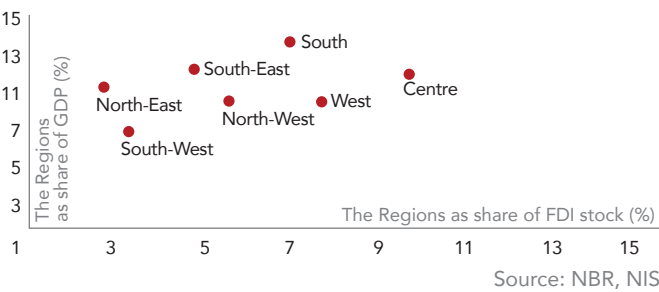 15
South
13
South-East
Centre
11
North-East
North-West
West
7
South-West
5
3
The Regions
as share of GDP (%)
The Regions as share of FDI stock (%)
1 3 5 7 9 11 13 15
Source: NBR, NIS